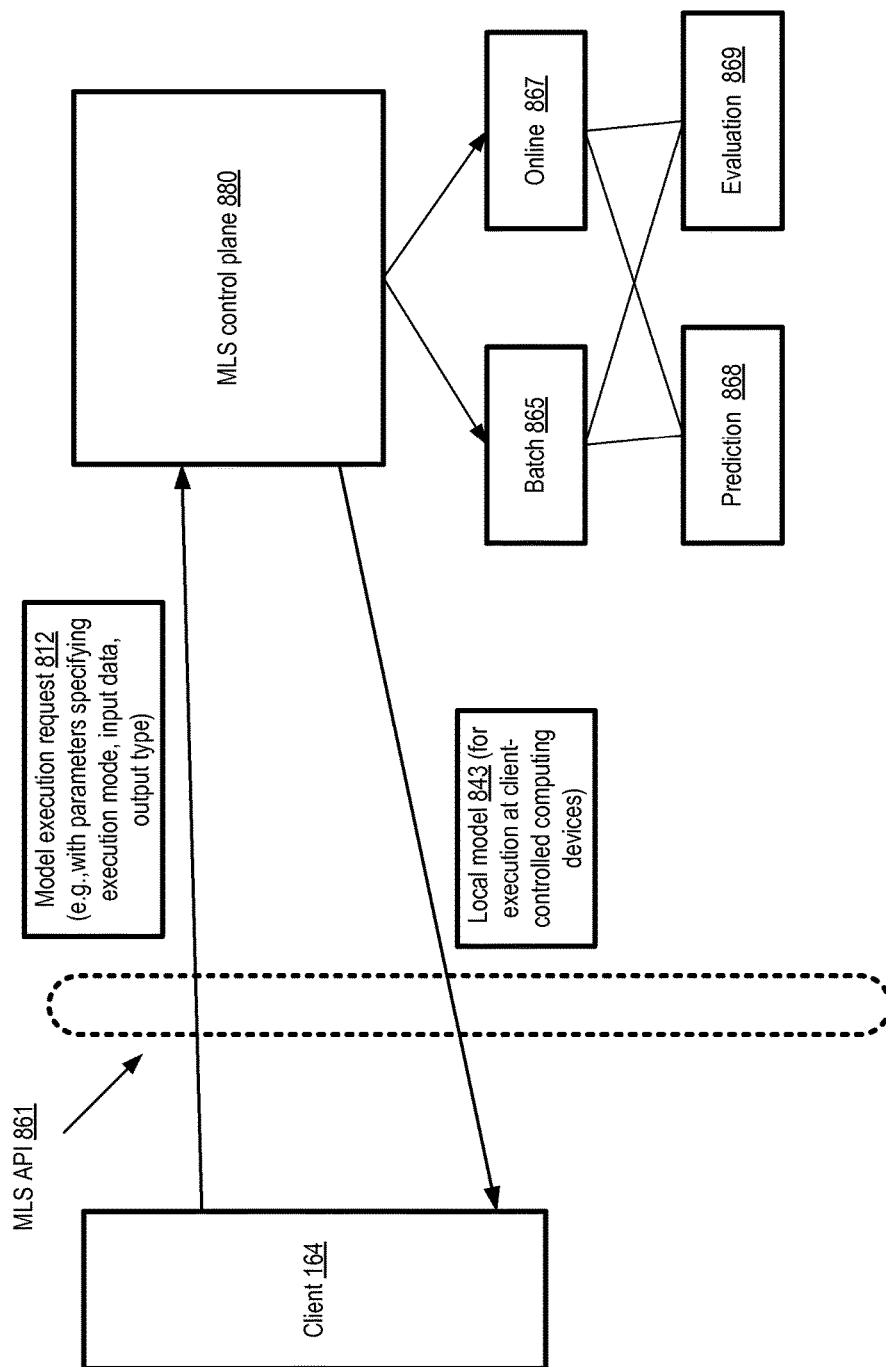 MLS API 861
Client 164
Model execution request 812
(e.g.,with parameters specifying
execution mode, input data,
output type)
Local model 843 (for
execution at client-
controlled computing
devices)
MLS control plane 880
Batch 865
Online 867
Prediction 868
Evaluation 869